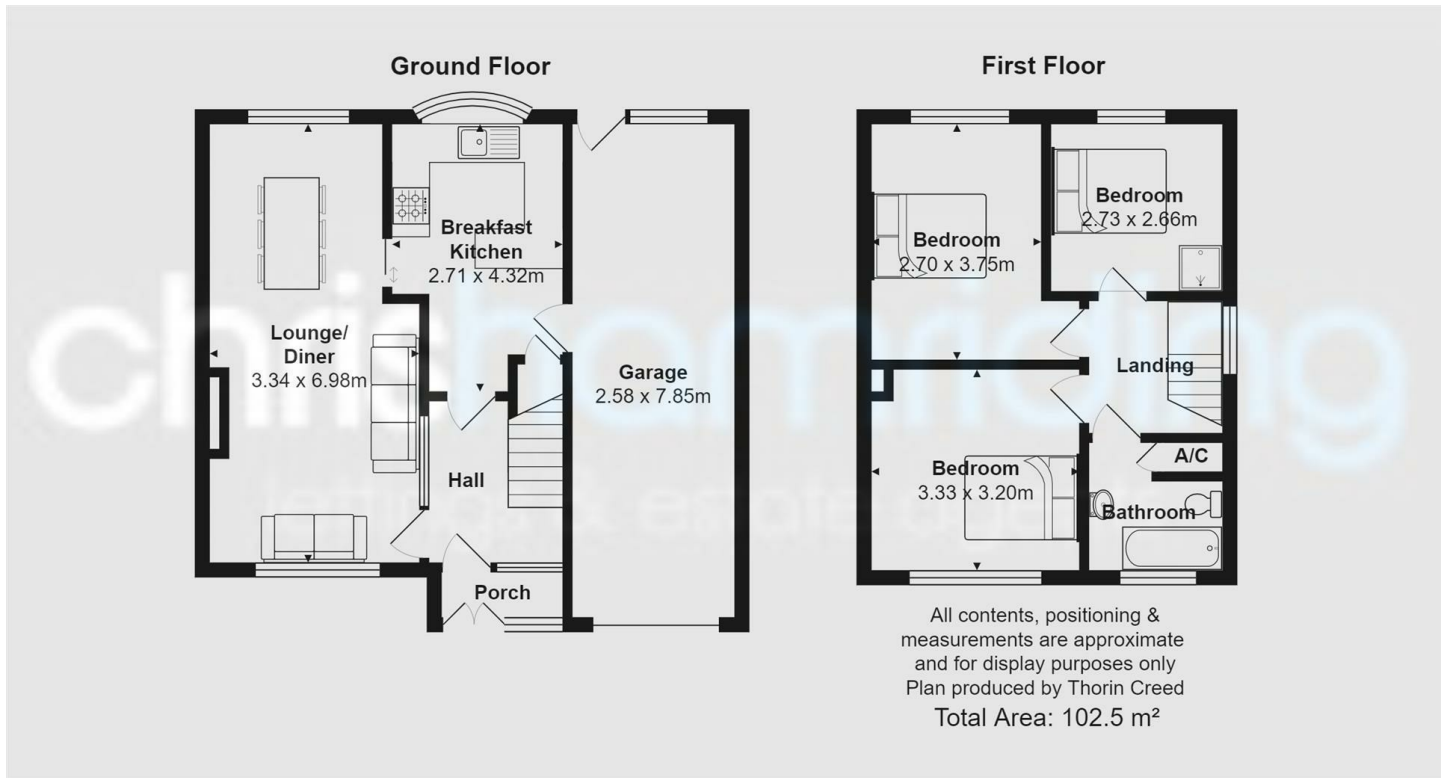 Ground Floor
First Floor
Breakfast
Kitchen
2.71 x 4.32m
Lounge/
Diner
3.34 x 6.98m
Garage
2.58 x 7.85m
Hall
Porch
Bedroom
2.70 x 3.75m
Bedroom
2.73 x 2.66m
Landing
Bedroom
3.33 x 3.20m
A/C
Bathroom
All contents, positioning &
measurements are approximate
and for display purposes only
Plan produced by Thorin Creed
Total Area: 102.5 m²
chrishamriding
lettings & estate agents